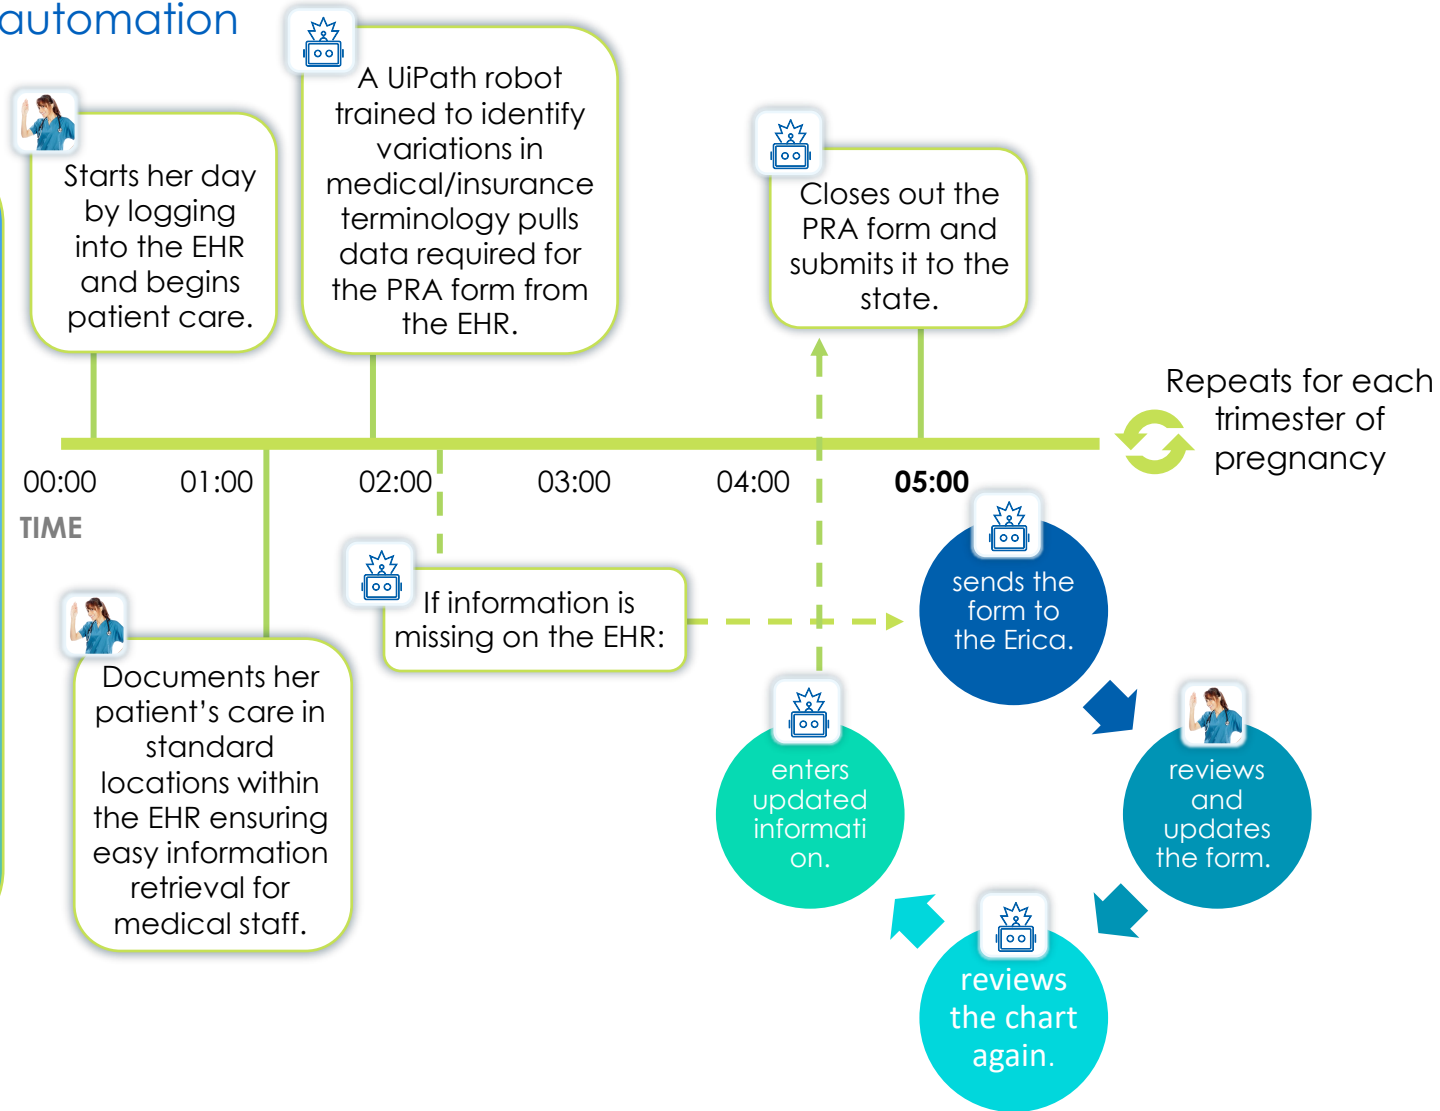 automation
Starts her day
by logging
into the EHR
and begins
patient care.
A UiPath robot
trained to identify
variations in
medical/insurance
terminology pulls
data required for
the PRA form from
the EHR.
Closes out the
PRA form and
submits it to the
state.
Repeats for each
trimester of
pregnancy
00:00 01:00 02:00 03:00 04:00 05:00
TIME
Documents her
patient’s care in
standard
locations within
the EHR ensuring
easy information
retrieval for
medical staff.
If information is
missing on the EHR:
sends the
form to
the Erica.
reviews
and
updates
the form.
reviews
the chart
again.
enters
updated
informati
on.